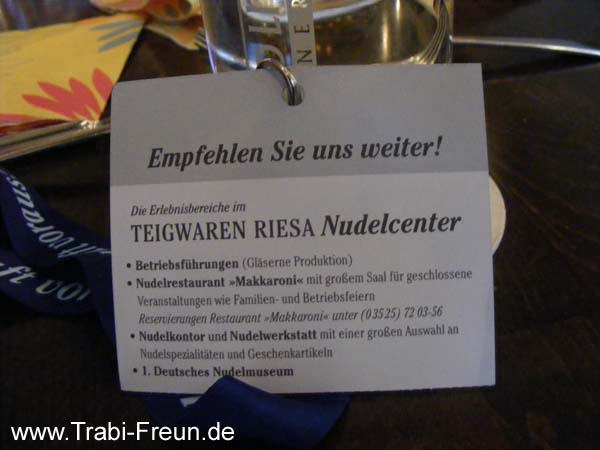 Empfehlen Sie uns weiter!
Die Erlebnisbereiche im
TEIGWAREN RIESA Nudelcenter
• Betriebsführungen (Gläserne Produktion)
• Nudelrestaurant »Makkaroni« mit großem Saal für geschlossene
Veranstaltungen wie Familien- und Betriebsfeiern
Reservierungen Restaurant »Makkaroni« unter (03525) 72 03-56
• Nudelkontor und Nudelwerkstatt mit einer großen Auswahl an
Nudelspezialitäten und Geschenkartikeln
• 1. Deutsches Nudelmuseum
www.Trabi-Freun.de